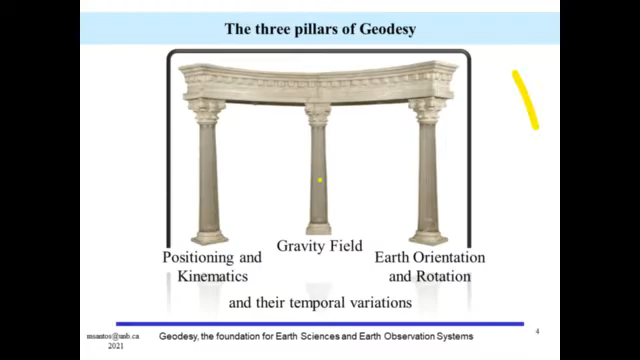 The three pillars of Geodesy
Gravity Field
Positioning and
Kinematics
Earth Orientation
and Rotation
and their temporal variations
msantos@unb.ca
2021
Geodesy, the foundation for Earth Sciences and Earth Observation Systems
4